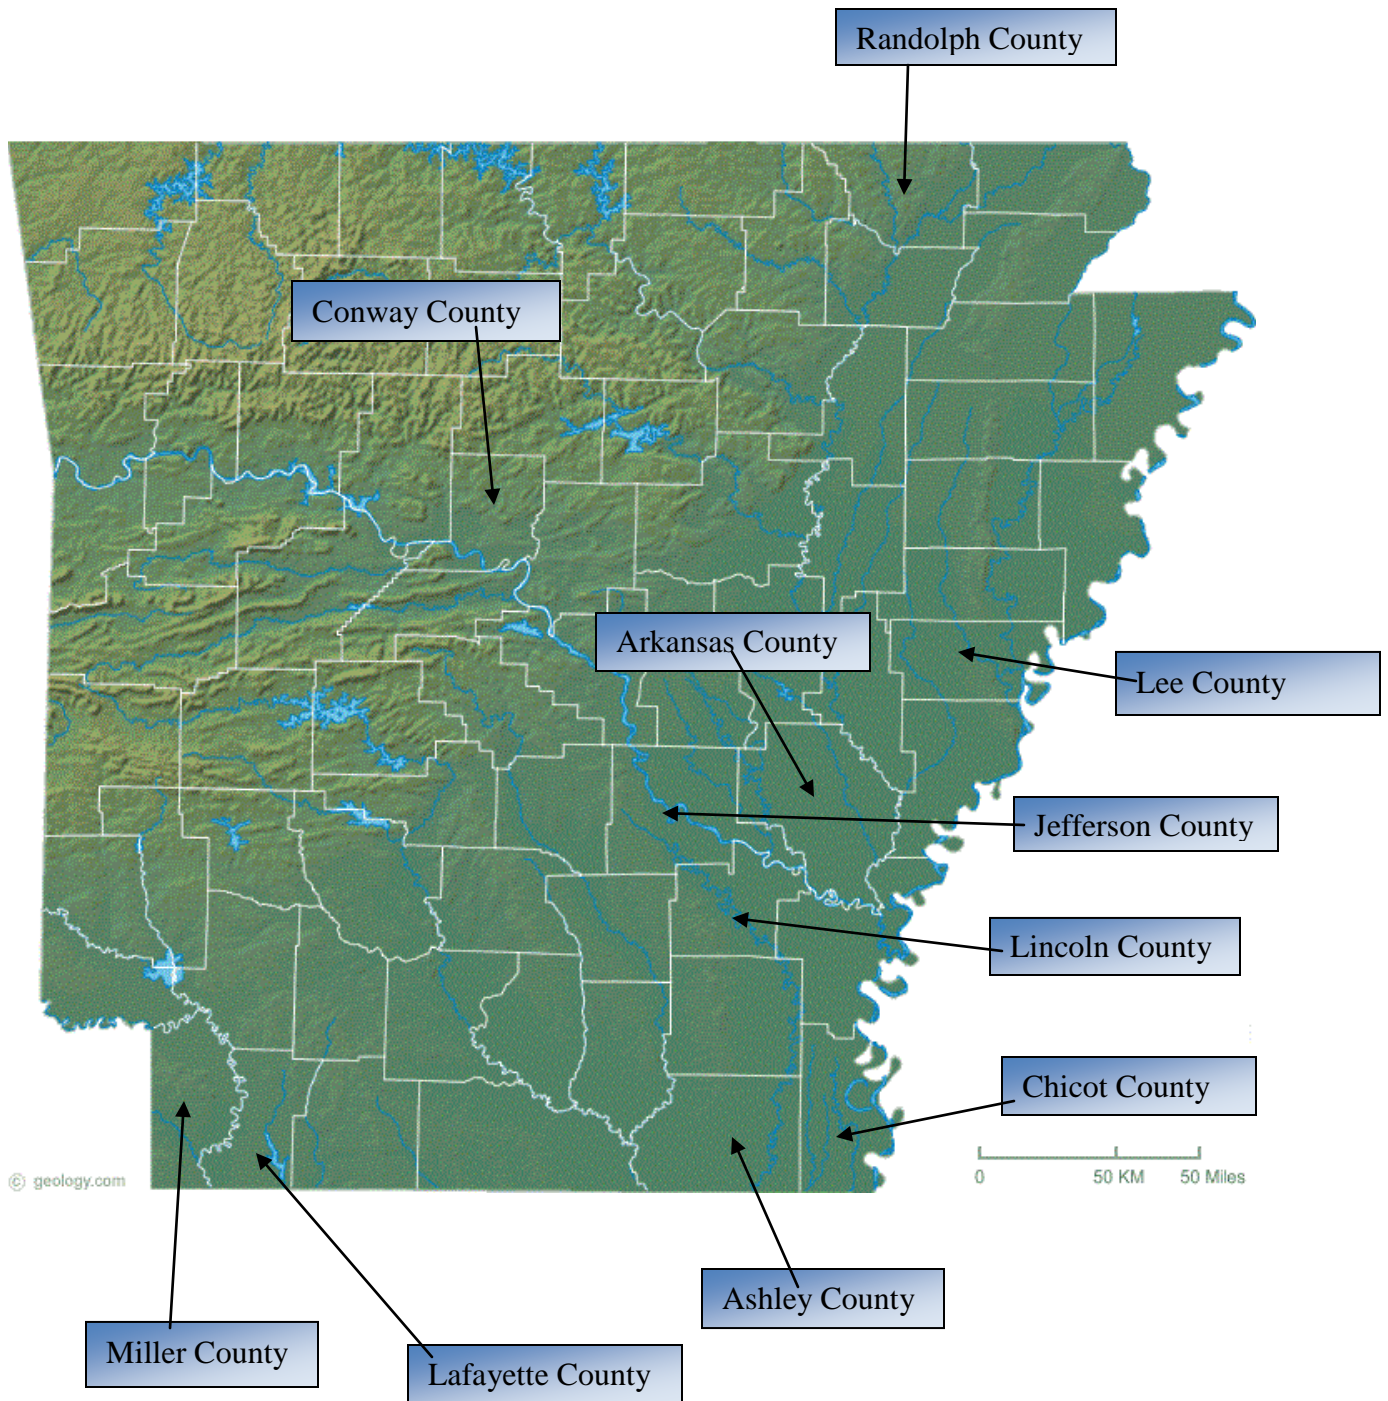 Randolph County
Conway County
Arkansas County
Lee County
Jefferson County
Lincoln County
Chicot County
0 50 KM 50 Miles
© geology.com
Ashley County
Miller County
Lafayette County